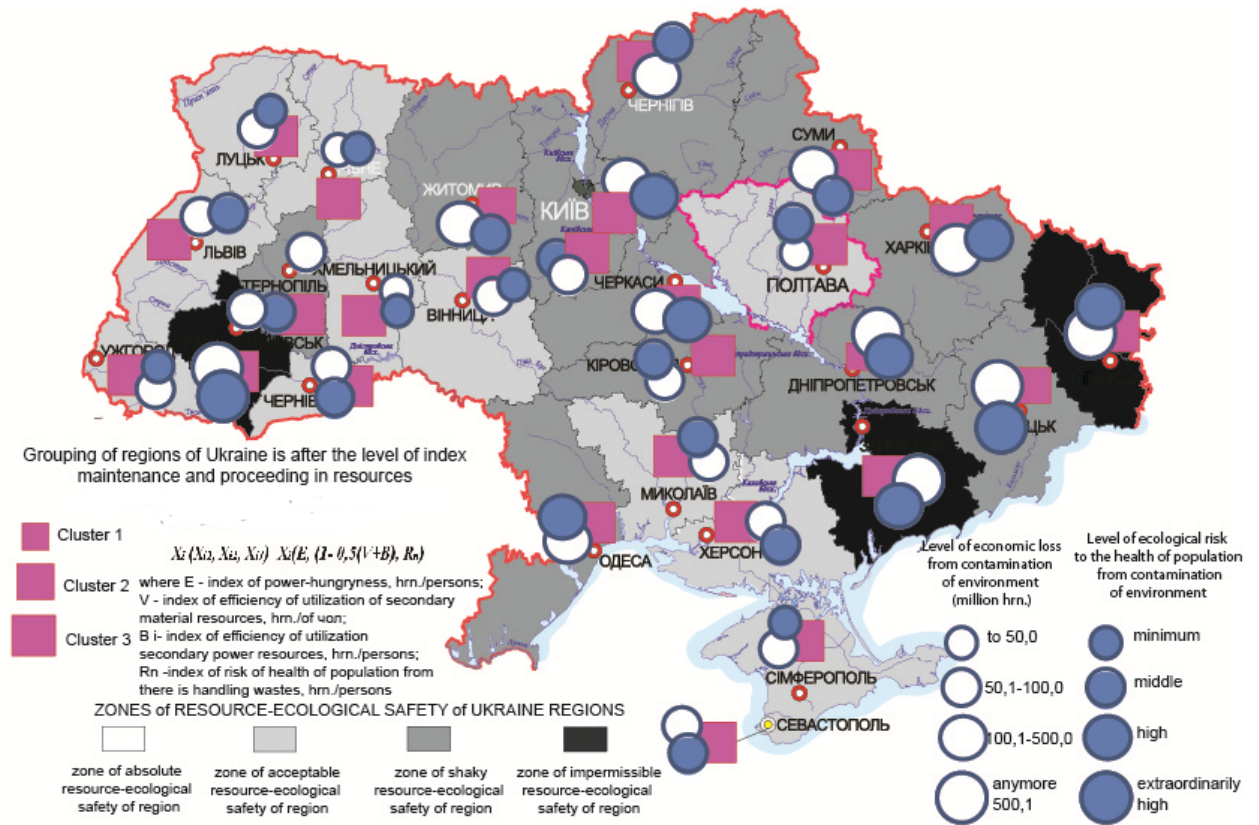 ЧЕРНІГІВ
СУМИ
ЛУЦЬК
ЖИТОМИР
КИЇВ
ЛЬВІВ
ХАРКІ
ПОЛТАВА
ТЕРНОПІЛЬ
ХМЕЛЬНИЦЬКИЙ
ВІННИЦ
ЧЕРКАСИ
УЖГОРОД
ЧЕРНІВ
КІРОВО
ДНІПРОПЕТРОВСЬК
МИКОЛАЇВ
ХЕРСОН
ОДЕСА
СІМФЕРОПОЛЬ
СЕВАСТОПОЛЬ
Grouping of regions of Ukraine is after the level of index
maintenance and proceeding in resources
Cluster 1
Cluster 2
Cluster 3
where E - index of power-hungryness, hrn./persons;
V - index of efficiency of utilization of secondary
material resources, hrn./of чол;
B i- index of efficiency of utilization
secondary power resources, hrn./persons;
Rn -index of risk of health of population from
there is handling wastes, hrn./persons
ZONES of RESOURCE-ECOLOGICAL SAFETY of UKRAINE REGIONS
zone of absolute
resource-ecological
safety of region
zone of acceptable
resource-ecological
safety of region
zone of shaky
resource-ecological
safety of region
zone of impermissible
resource-ecological
safety of region
Level of economic loss
from contamination
of environment
(million hrn.)
to 50,0
50,1-100,0
100,1-500,0
anymore
500,1
Level of ecological risk
to the health of population
from contamination
of environment
minimum
middle
high
extraordinarily
high